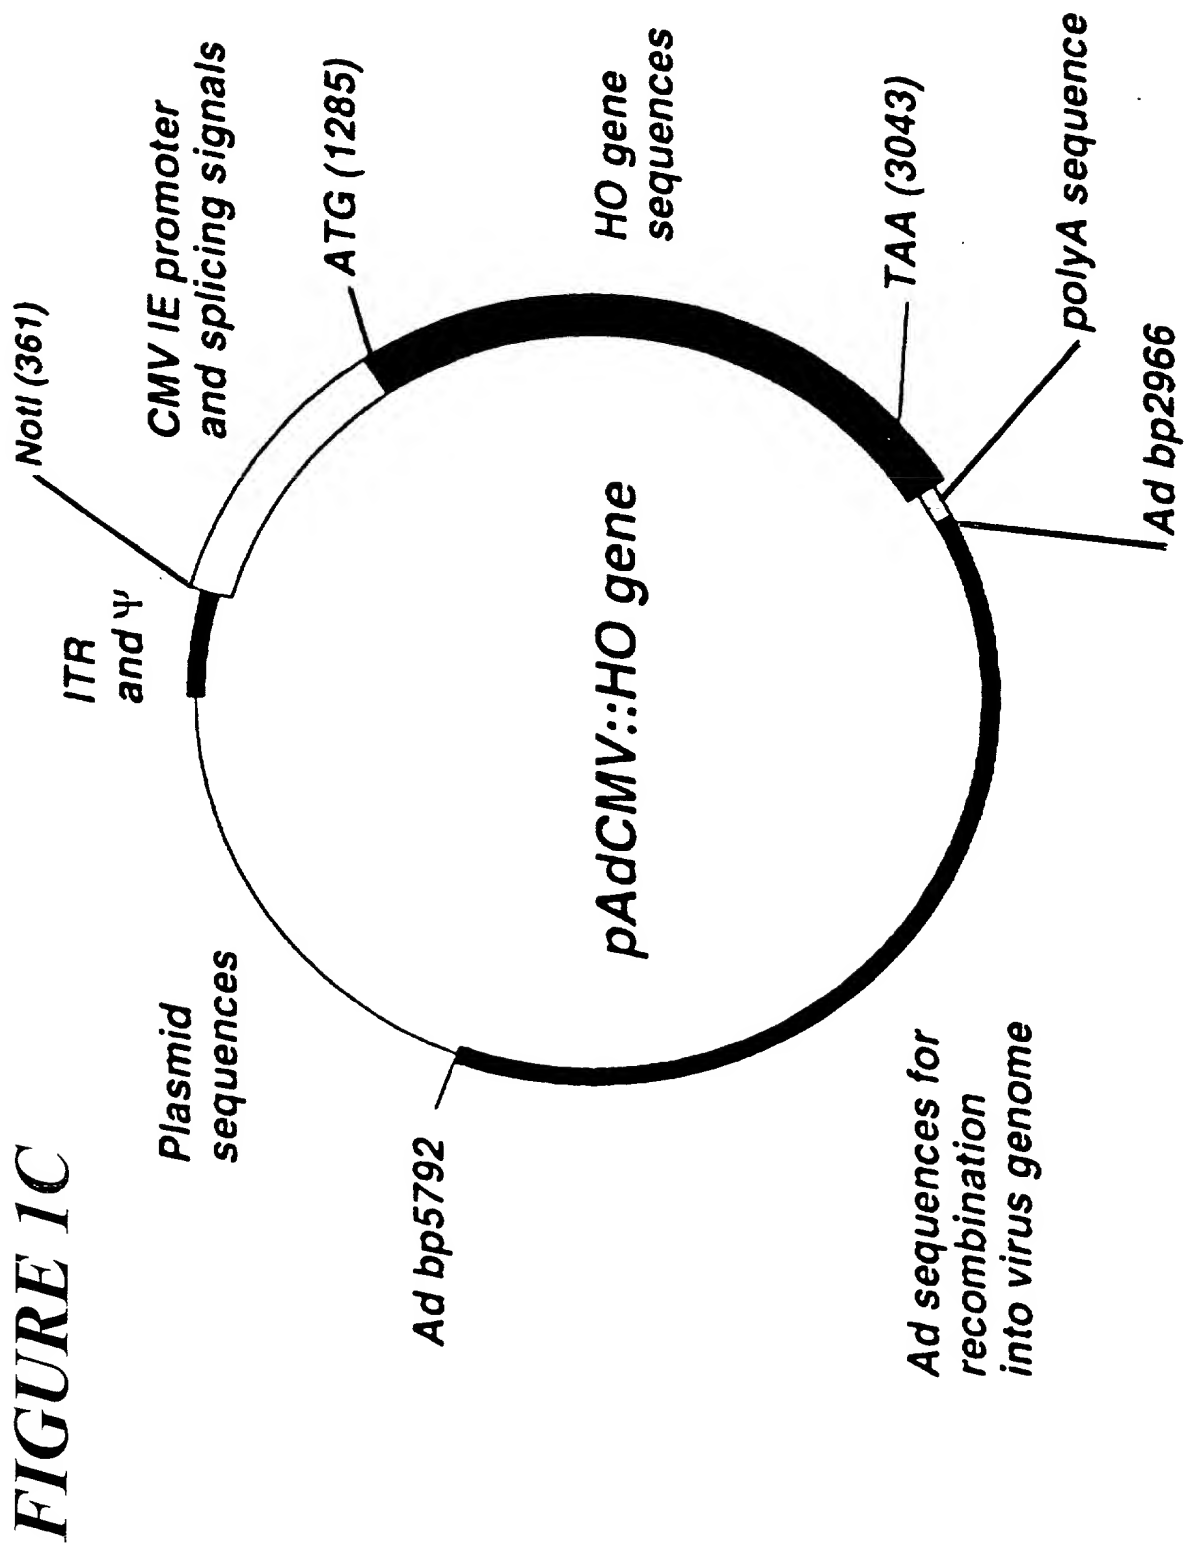 FIGURE 1C
ITR
and Ψ
NotI (361)
CMV IE promoter
and splicing signals
ATG (1285)
HO gene
sequences
TAA (3043)
polyA sequence
Ad bp2966
pAdCMV::HO gene
Plasmid
sequences
Ad bp5792
Ad sequences for
recombination
into virus genome